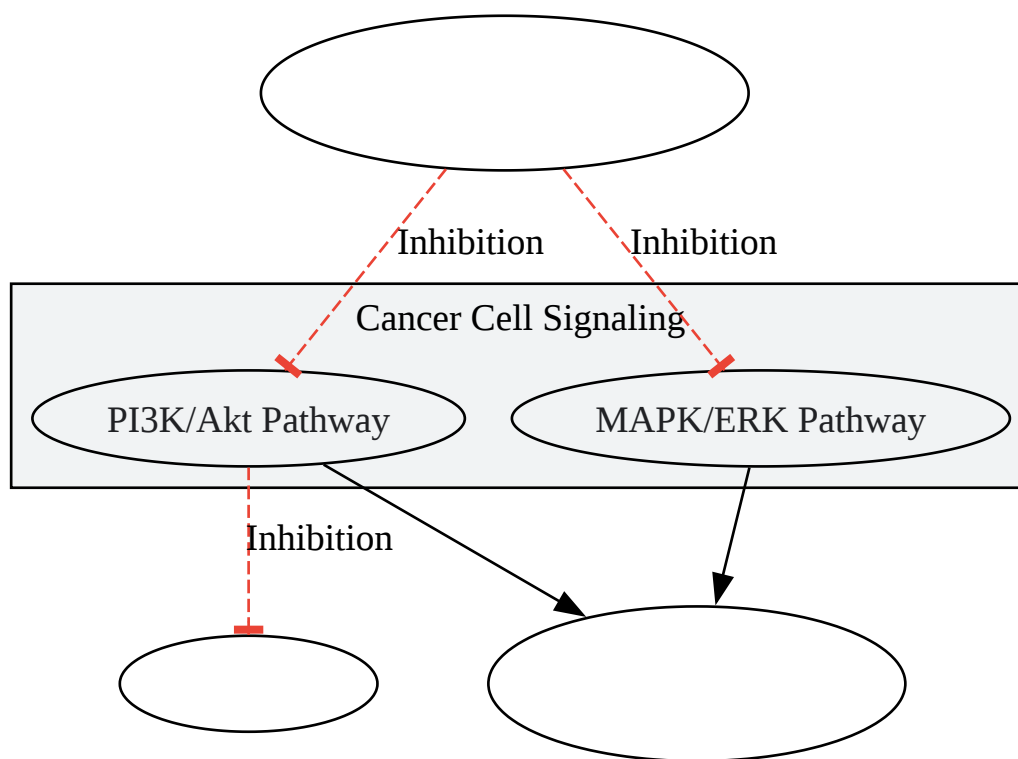 Inhibition
Inhibition
Cancer Cell Signaling
PI3K/Akt Pathway
MAPK/ERK Pathway
Inhibition